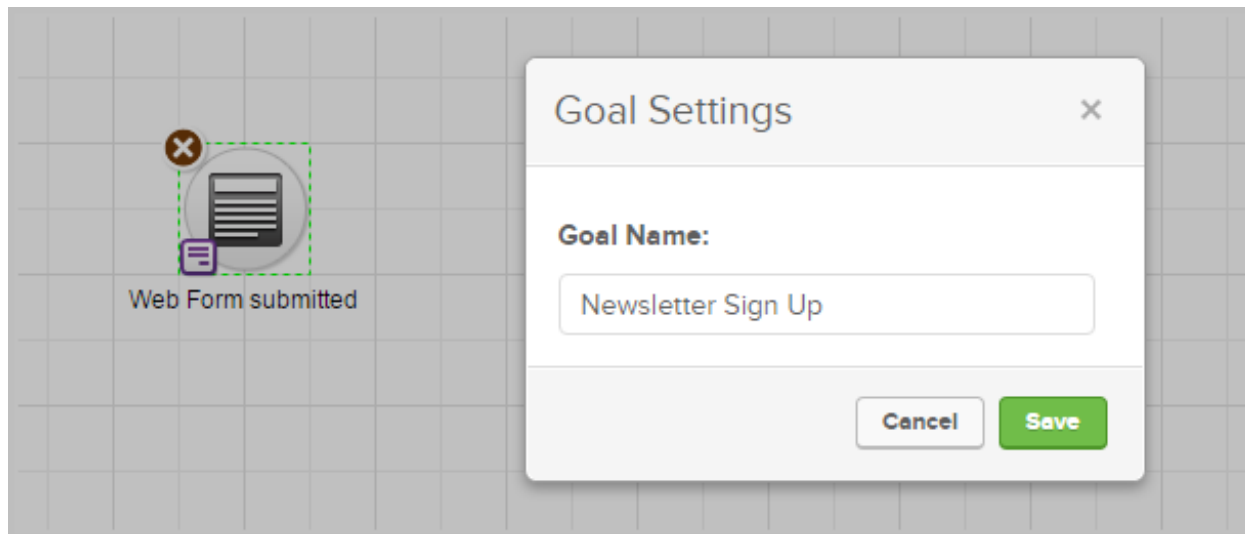 Goal Settings
Goal Name:
Newsletter Sign Up
Cancel Save
Web Form submitted